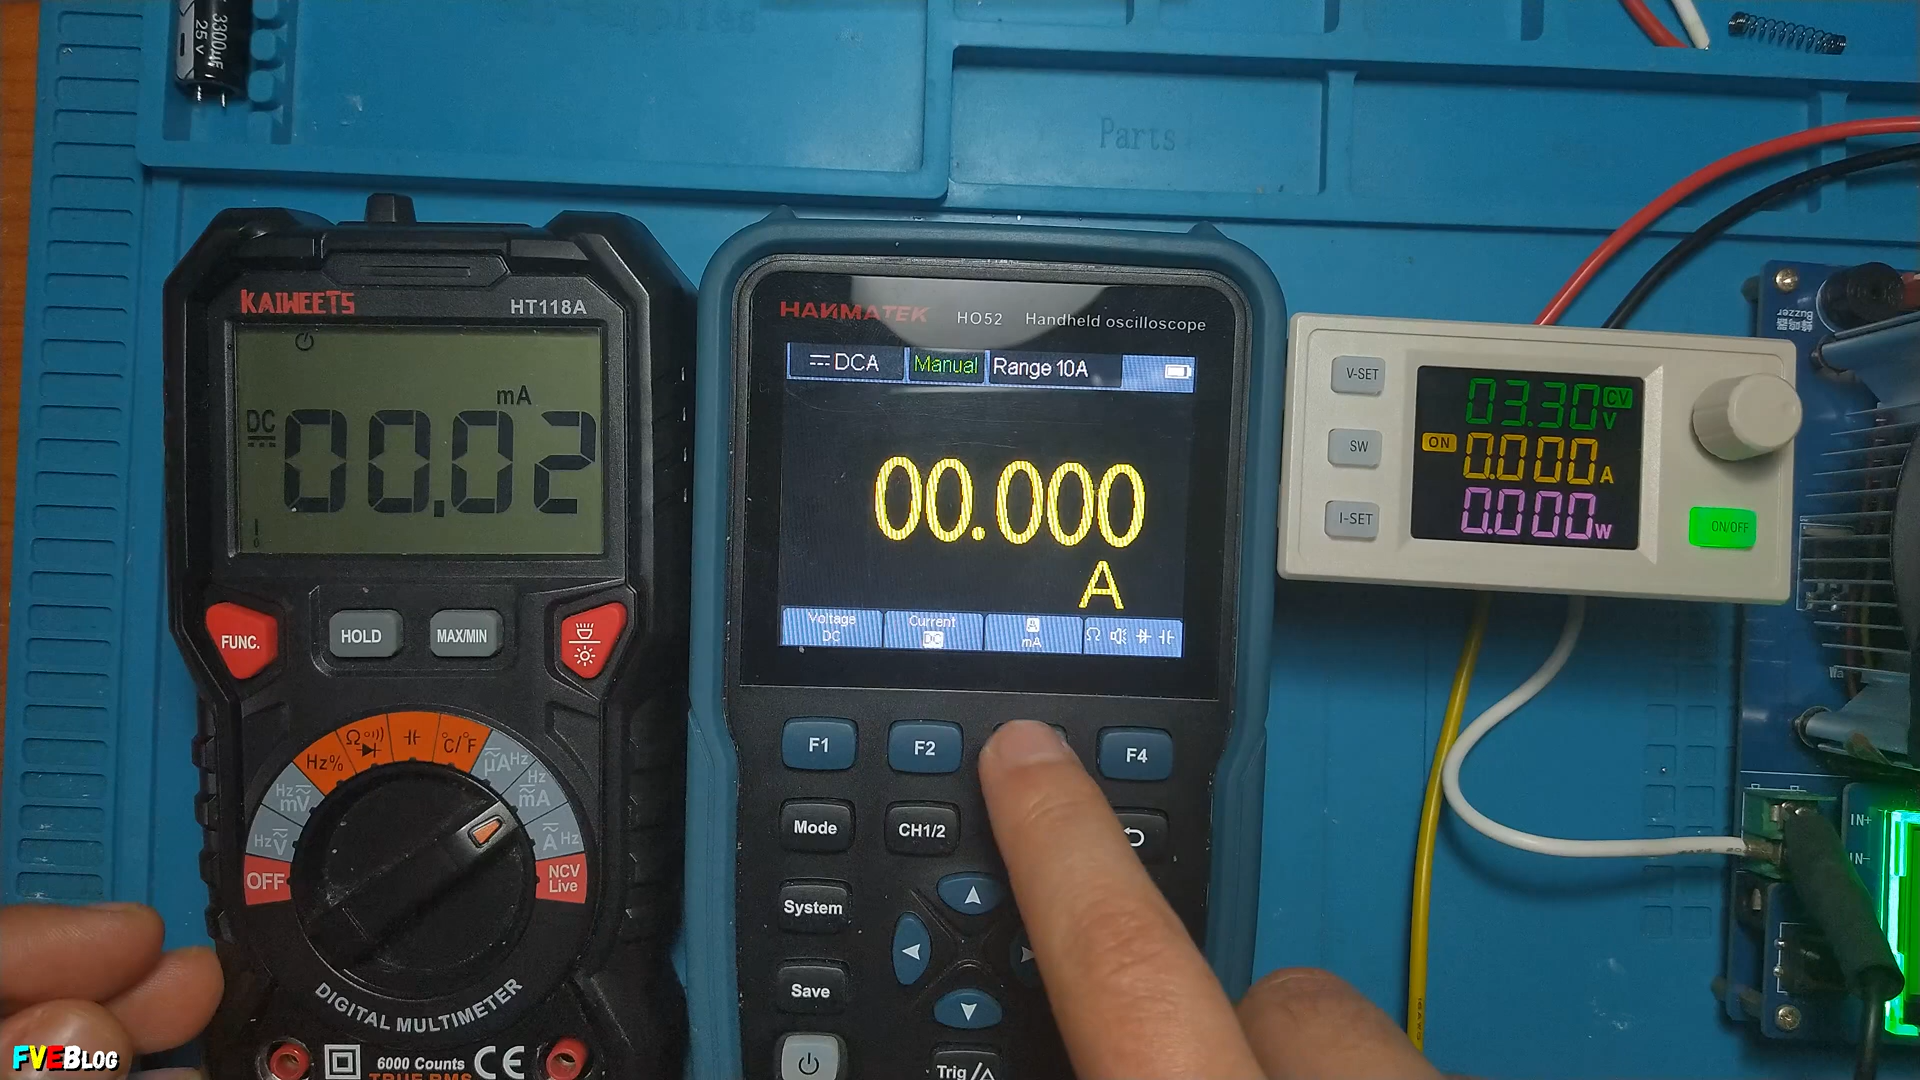 3300µF
25 v
Parts
KAIWEETS
HT118A
mA
DC
00.02
FUNC.
HOLD
MAX/MIN
Hz%
Ω
°C/°F
Hz
mV
Hz V
OFF
µA Hz
Hz
mA
A Hz
NCV
Live
DIGITAL MULTIMETER
6000 Counts
CE
TRUE RMS
HANMATEK
HO52
Handheld oscilloscope
DCA
Manual
Range 10A
00.000
A
Voltage
DC
Current
DC
A
mA
Ω
F1
F2
F4
Mode
CH1/2
System
Save
Trig/
V-SET
SW
I-SET
03.30 V
CV
ON
0.000 A
0.000 W
ON/OFF
Buzzer
IN+
IN-
FVEBLOG